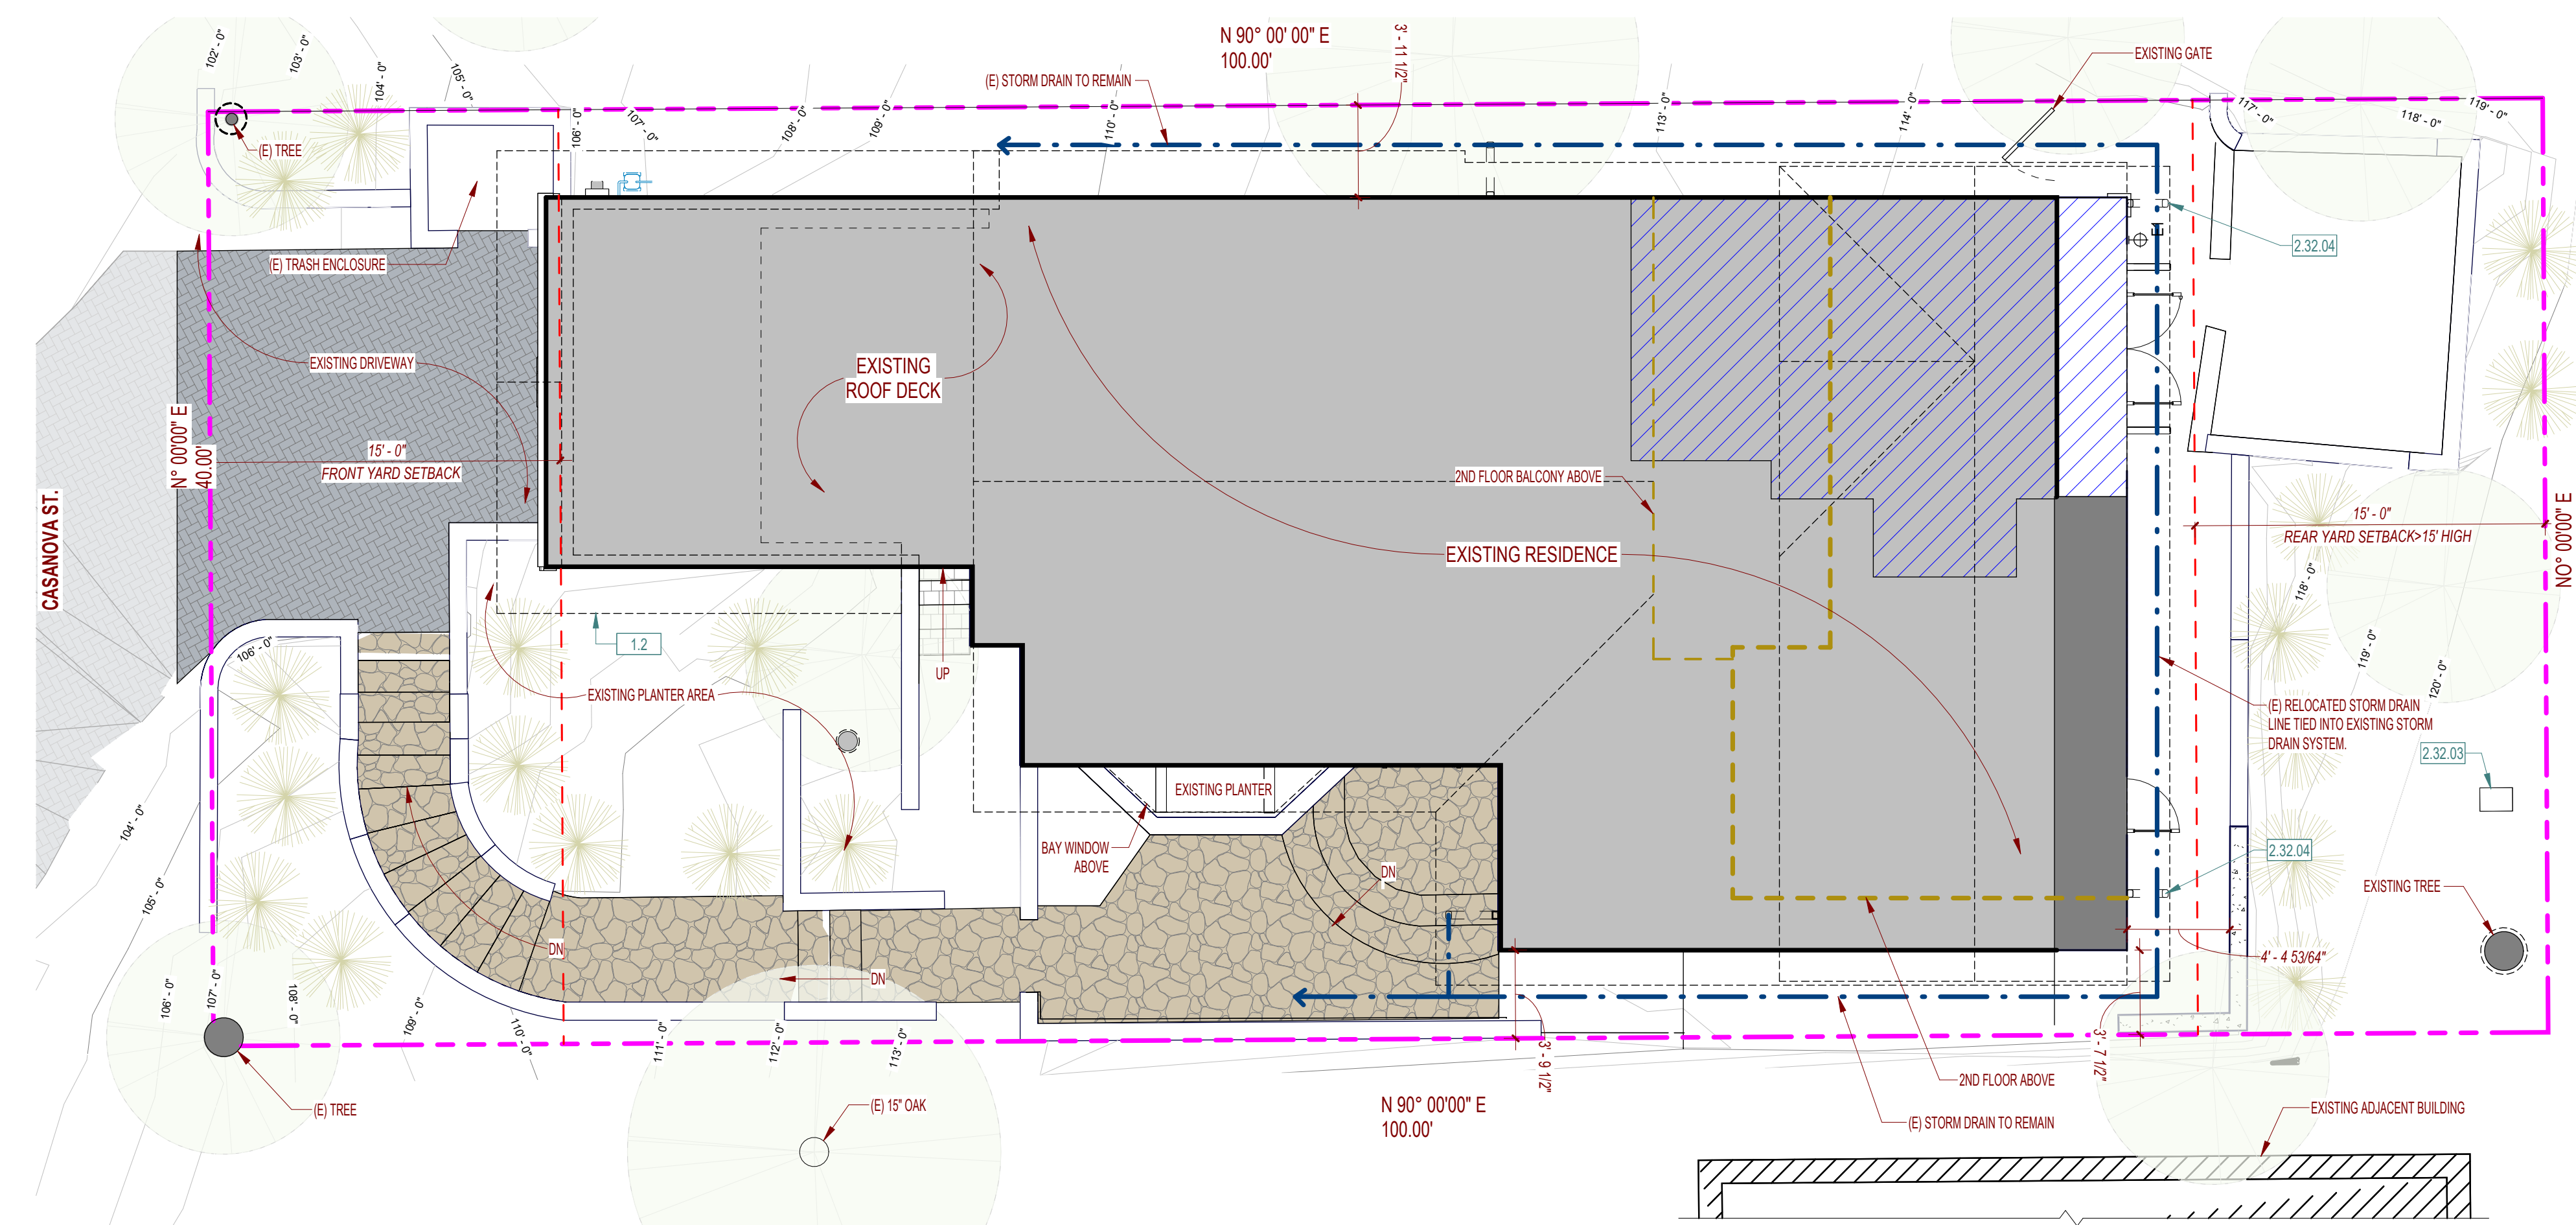 N 90° 00' 00" E
100.00'
3' - 11 1/2"
EXISTING GATE
(E) STORM DRAIN TO REMAIN
102' - 0"
103' - 0"
104' - 0"
105' - 0"
106' - 0"
107' - 0"
108' - 0"
109' - 0"
110' - 0"
113' - 0"
114' - 0"
117' - 0"
118' - 0"
119' - 0"
(E) TREE
(E) TRASH ENCLOSURE
E1
2.32.04
EXISTING DRIVEWAY
EXISTING
ROOF DECK
N° 00'00" E
40.00'
15' - 0"
FRONT YARD SETBACK
2ND FLOOR BALCONY ABOVE
CASANOVA ST.
15' - 0"
REAR YARD SETBACK>15' HIGH
NO° 00'00" E
EXISTING RESIDENCE
118' - 0"
1.2
106' - 0"
UP
EXISTING PLANTER AREA
119' - 0"
120' - 0"
(E) RELOCATED STORM DRAIN
LINE TIED INTO EXISTING STORM
DRAIN SYSTEM.
2.32.03
EXISTING PLANTER
104' - 0"
BAY WINDOW
ABOVE
2.32.04
DN
EXISTING TREE
105' - 0"
DN
DN
4' - 4 53/64"
106' - 0"
107' - 0"
108' - 0"
109' - 0"
110' - 0"
111' - 0"
112' - 0"
113' - 0"
3' - 9 1/2"
3' - 7 1/2"
2ND FLOOR ABOVE
(E) TREE
(E) 15" OAK
N 90° 00'00" E
100.00'
(E) STORM DRAIN TO REMAIN
EXISTING ADJACENT BUILDING